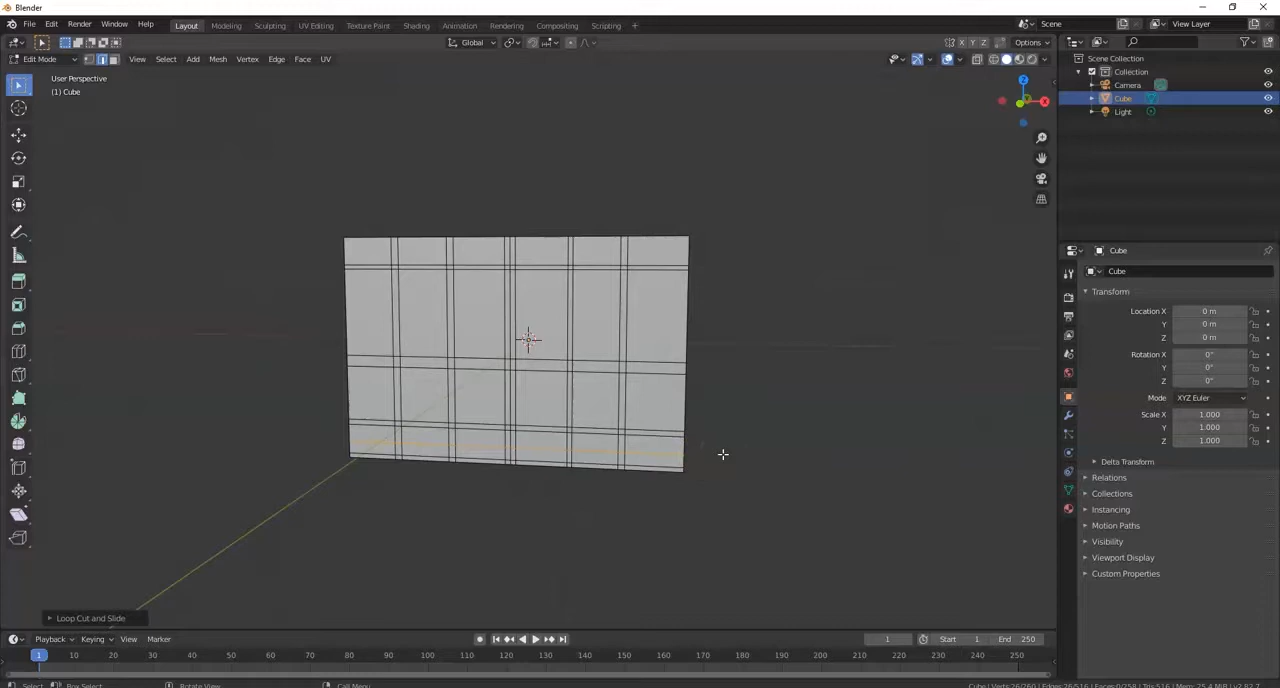 Blender
File Edit Render Window Help
Layout Modeling Sculpting UV Editing Texture Paint Shading Animation Rendering Compositing Scripting +
Scene
View Layer
Global
X Y Z
Options
Edit Mode
View Select Add Mesh Vertex Edge Face UV
User Perspective
(1) Cube
Z
X
Scene Collection
Collection
Camera
Cube
Light
Cube
Cube
Transform
Location X 0 m
Y 0 m
Z 0 m
Rotation X 0°
Y 0°
Z 0°
Mode XYZ Euler
Scale X 1.000
Y 1.000
Z 1.000
Delta Transform
Relations
Collections
Instancing
Motion Paths
Visibility
Viewport Display
Custom Properties
Loop Cut and Slide
Playback Keying View Marker
1
Start 1
End 250
1 10 20 30 40 50 60 70 80 90 100 110 120 130 140 150 160 170 180 190 200 210 220 230 240 250
Select
Box Select
Rotate View
Call Menu